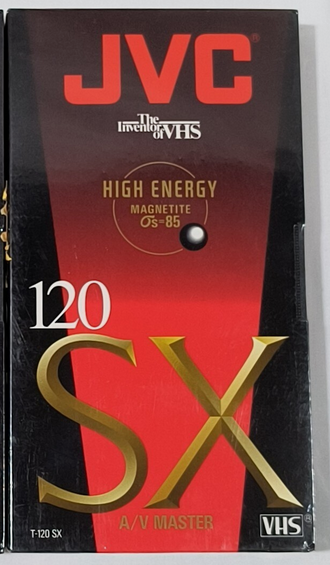 JVC®
The
Inventor
of VHS
HIGH ENERGY
MAGNETITE
σs=85
120
SX
A/V MASTER
T-120 SX
VHS